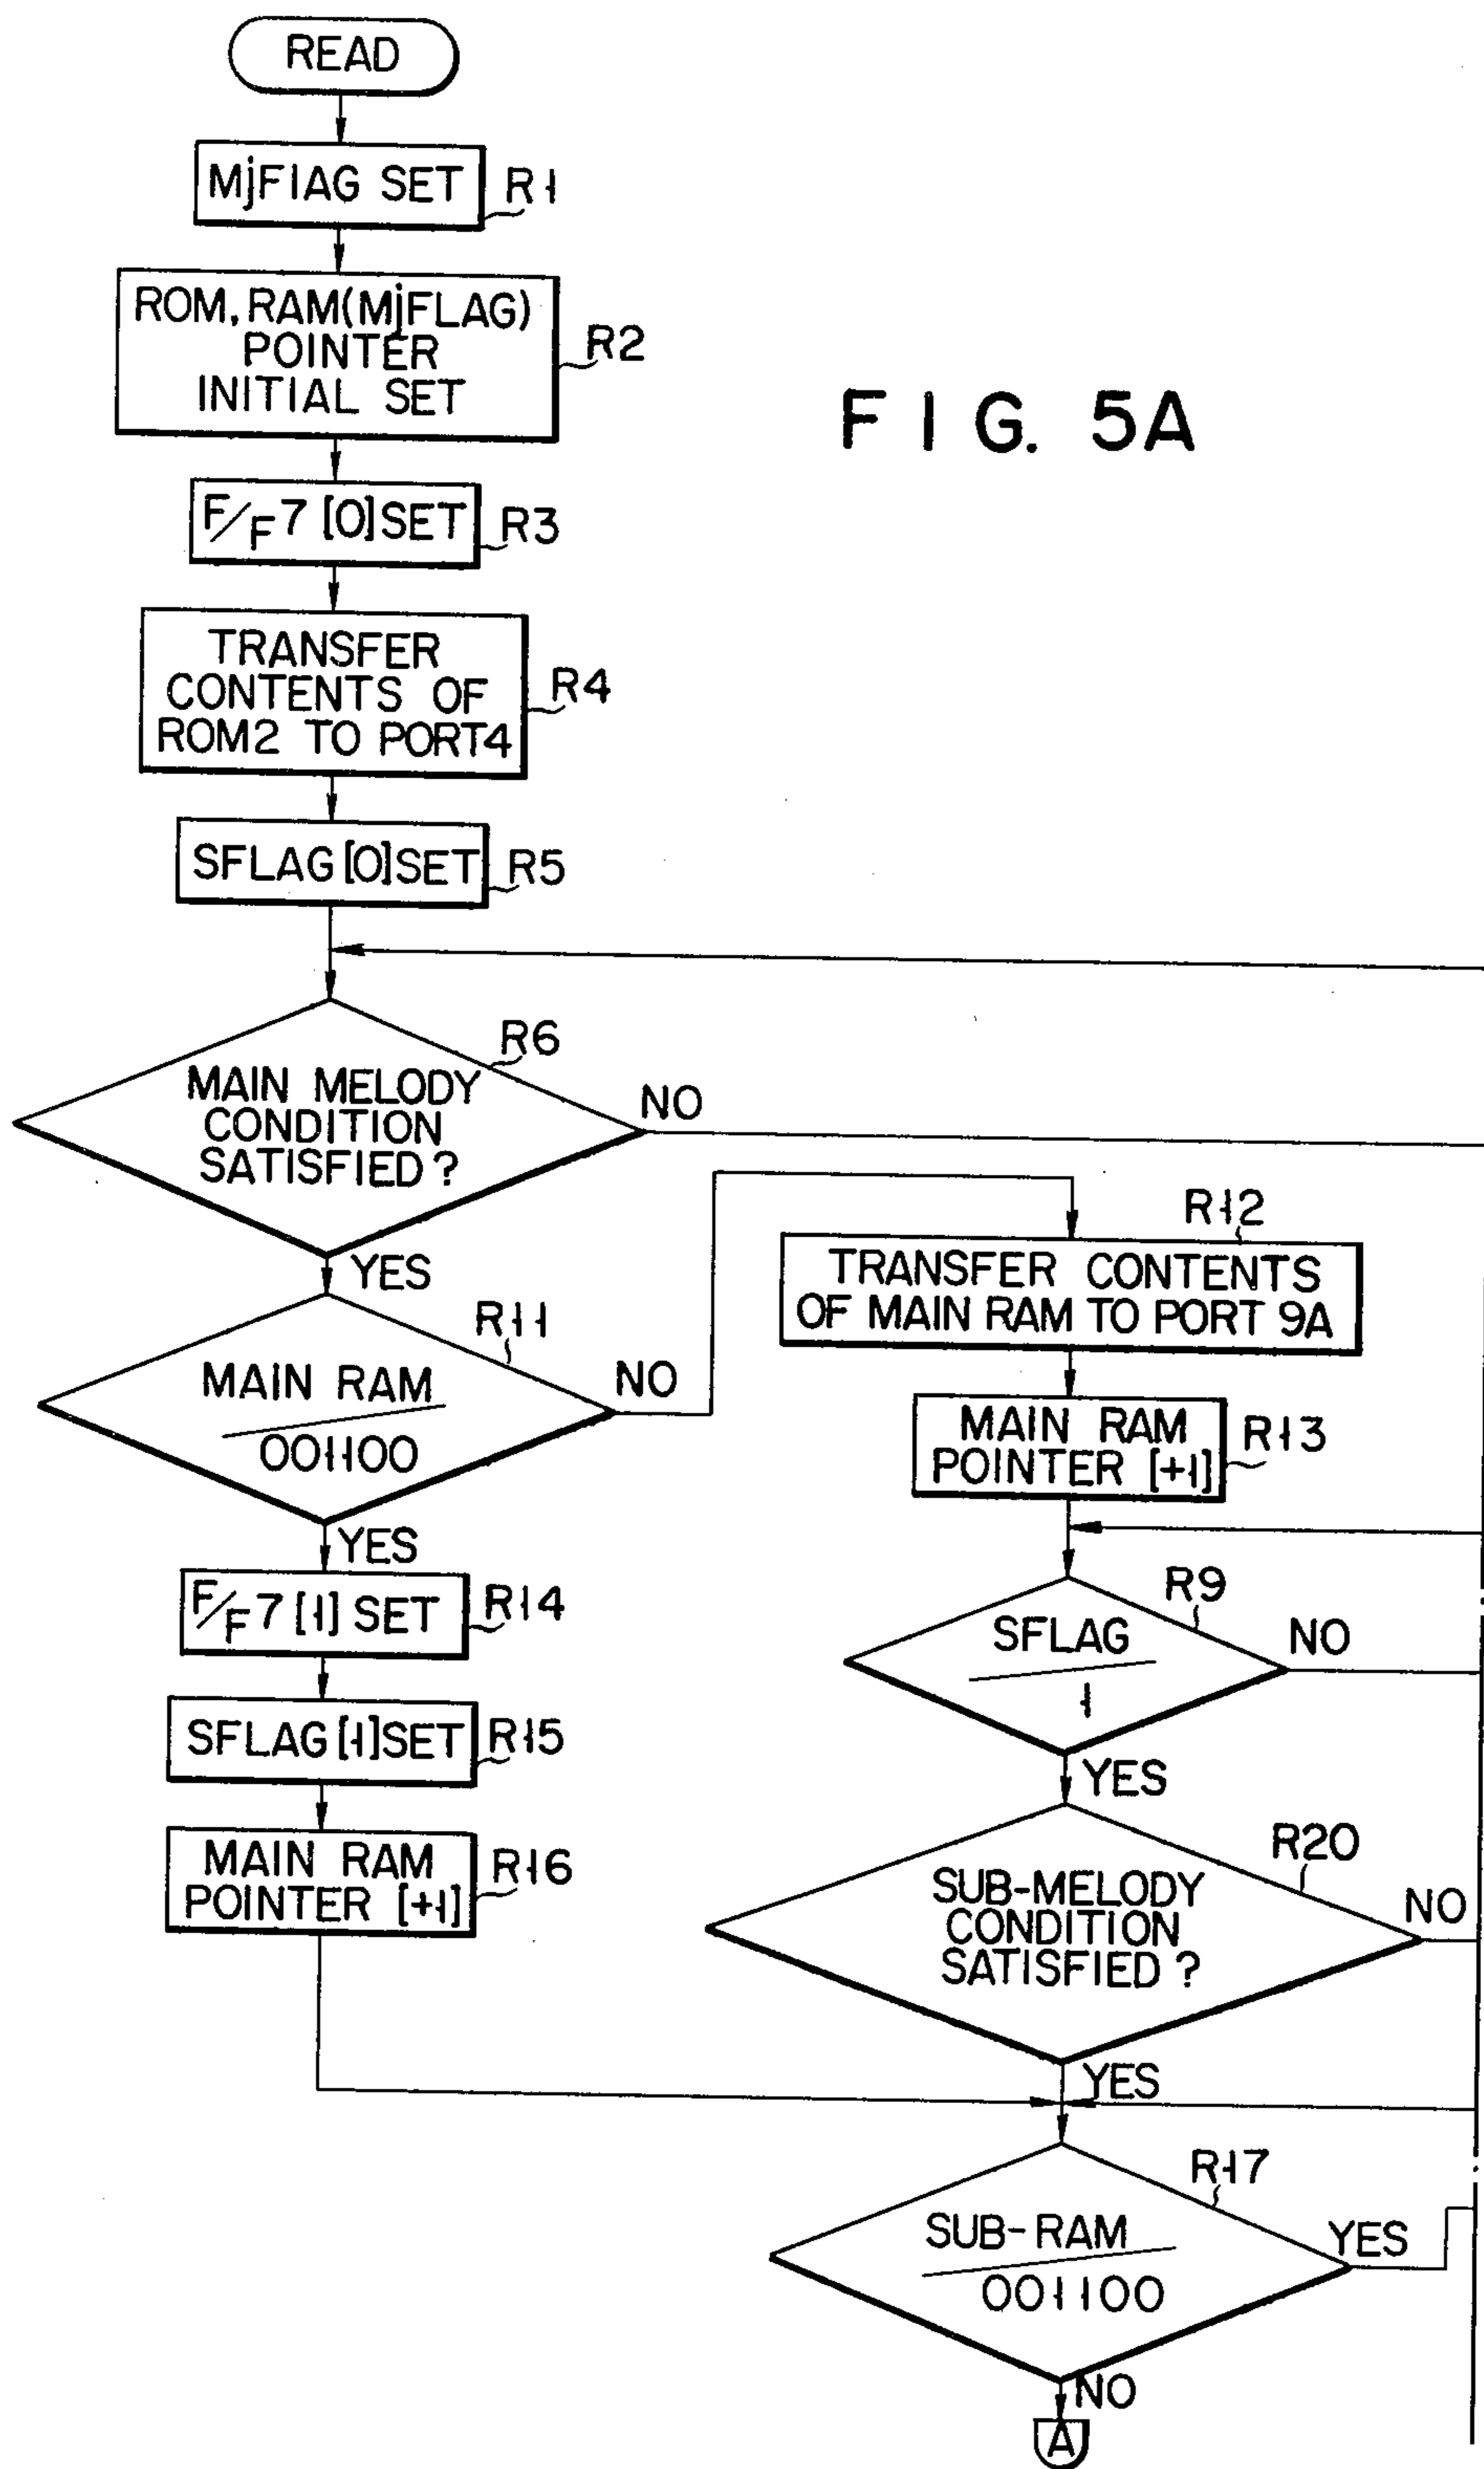 READ
MjFlAG SET
R1
ROM, RAM(MjFLAG)
POINTER
INITIAL SET
R2
FIG. 5A
F/F 7 [0] SET
R3
TRANSFER
CONTENTS OF
ROM2 TO PORT4
R4
SFLAG [0] SET
R5
R6
MAIN MELODY
CONDITION
SATISFIED?
NO
YES
R12
TRANSFER CONTENTS
OF MAIN RAM TO PORT 9A
R11
MAIN RAM
001100
NO
MAIN RAM
POINTER [+1]
R13
YES
F/F 7 [1] SET
R14
R9
SFLAG
1
NO
SFLAG [1] SET
R15
YES
MAIN RAM
POINTER [+1]
R16
R20
SUB-MELODY
CONDITION
SATISFIED?
NO
YES
R17
SUB-RAM
001100
YES
NO
A